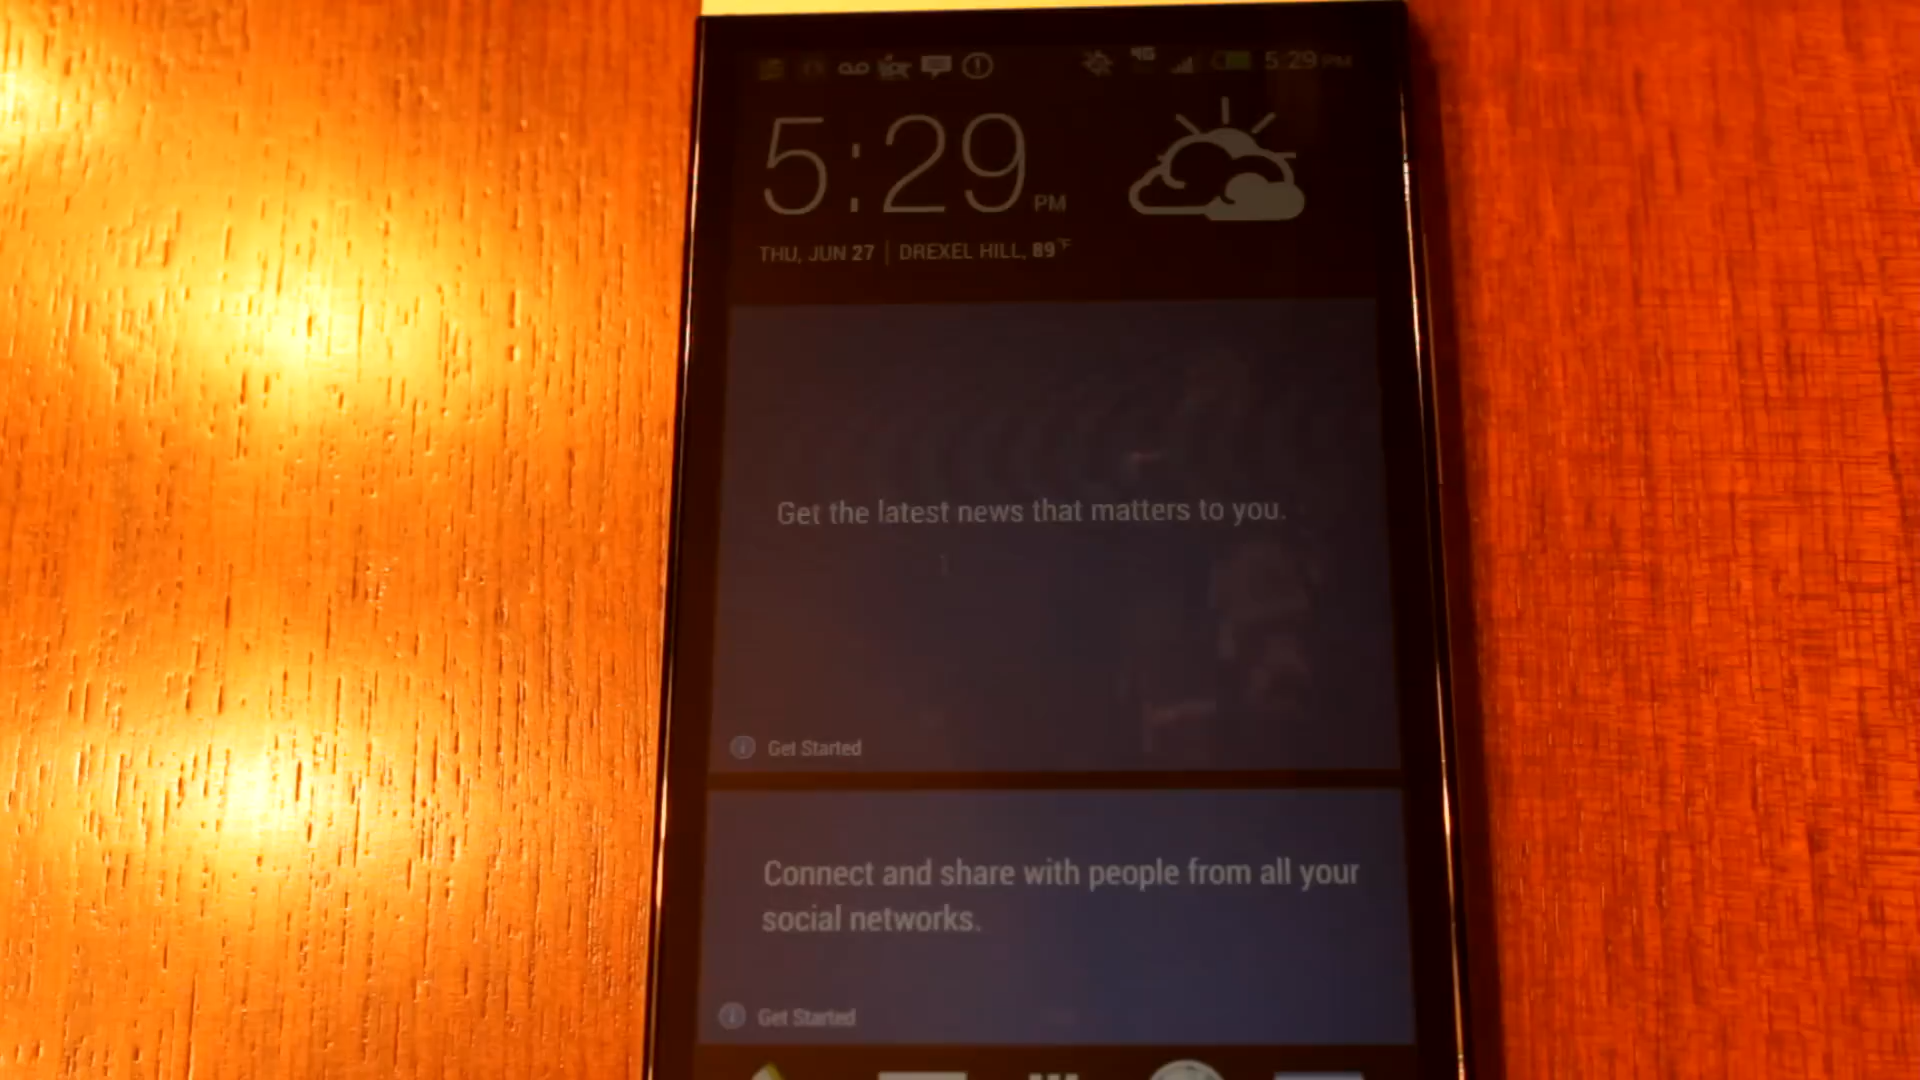 4G 5:29 PM
5:29 PM
THU, JUN 27 | DREXEL HILL, 89°F
Get the latest news that matters to you.
Get Started
Connect and share with people from all your
social networks.
Get Started